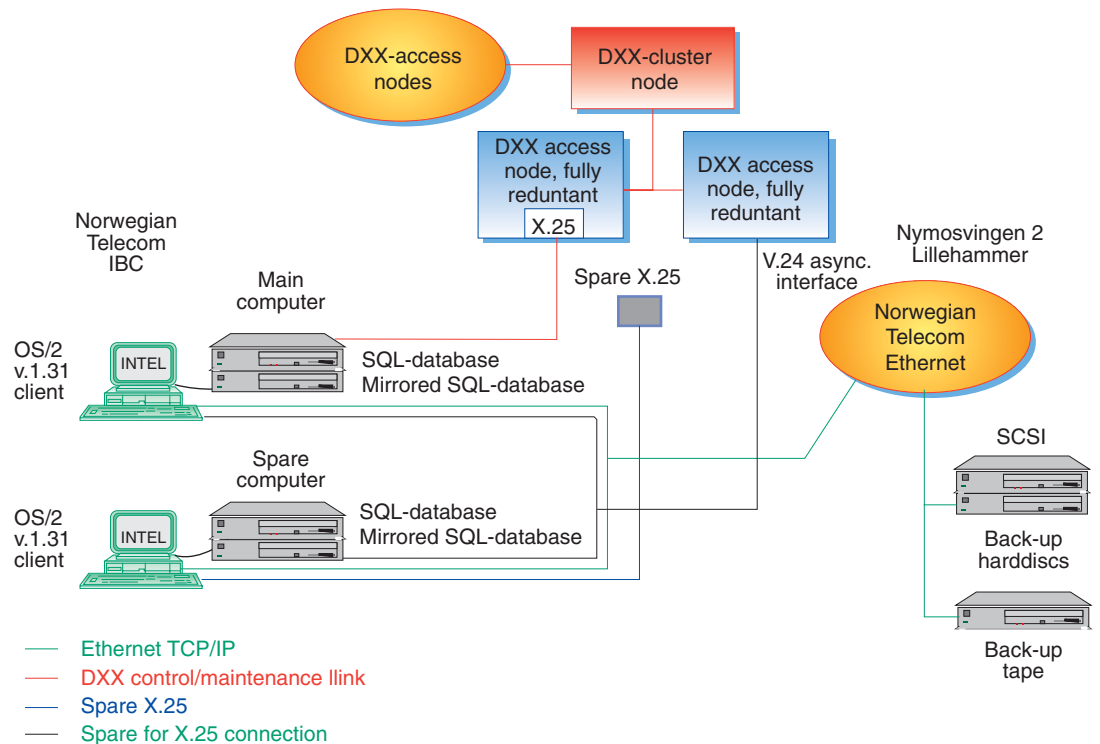 DXX-access
nodes
DXX-cluster
node
DXX access
node, fully
reduntant
X.25
DXX access
node, fully
reduntant
Norwegian
Telecom
IBC
Main
computer
Spare X.25
V.24 async.
interface
Nymosvingen 2
Lillehammer
Norwegian
Telecom
Ethernet
OS/2
v.1.31
client
INTEL
SQL-database
Mirrored SQL-database
Spare
computer
OS/2
v.1.31
client
INTEL
SQL-database
Mirrored SQL-database
SCSI
Back-up
harddiscs
Back-up
tape
Ethernet TCP/IP
DXX control/maintenance llink
Spare X.25
Spare for X.25 connection